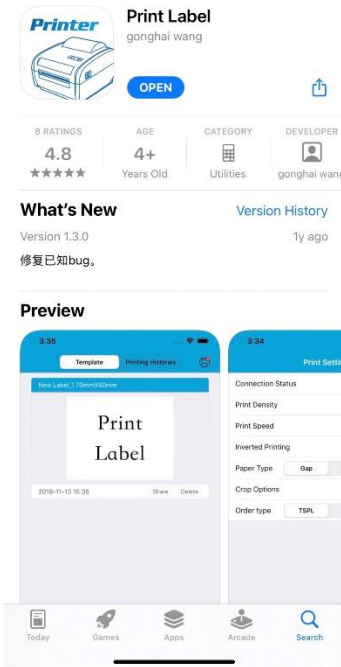 Printer
Print Label
gonghai wang
OPEN
8 RATINGS
AGE
CATEGORY
DEVELOPER
4.8
4+
Years Old
Utilities
gonghai wang
What's New
Version History
Version 1.3.0
1y ago
修复已知bug。
Preview
3:35
Template
Printing Histories
New Label_1 70mmX40mm
Print
Label
2019-11-13 15:35
Share
Delete
3:34
Print Setti
Connection Status
Print Density
Print Speed
Inverted Printing
Paper Type
Gap
Crop Options
Order type
TSPL
Today
Games
Apps
Arcade
Search